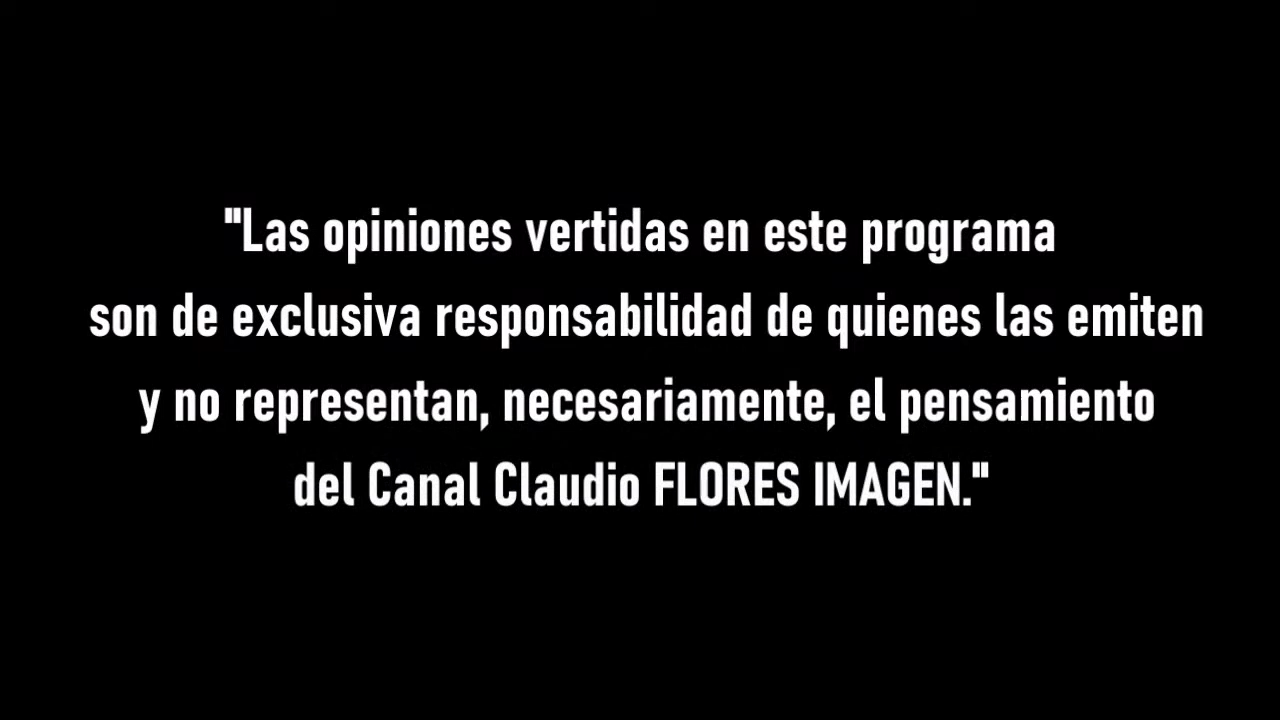 "Las opiniones vertidas en este programa
son de exclusiva responsabilidad de quienes las emiten
y no representan, necesariamente, el pensamiento
del Canal Claudio FLORES IMAGEN."